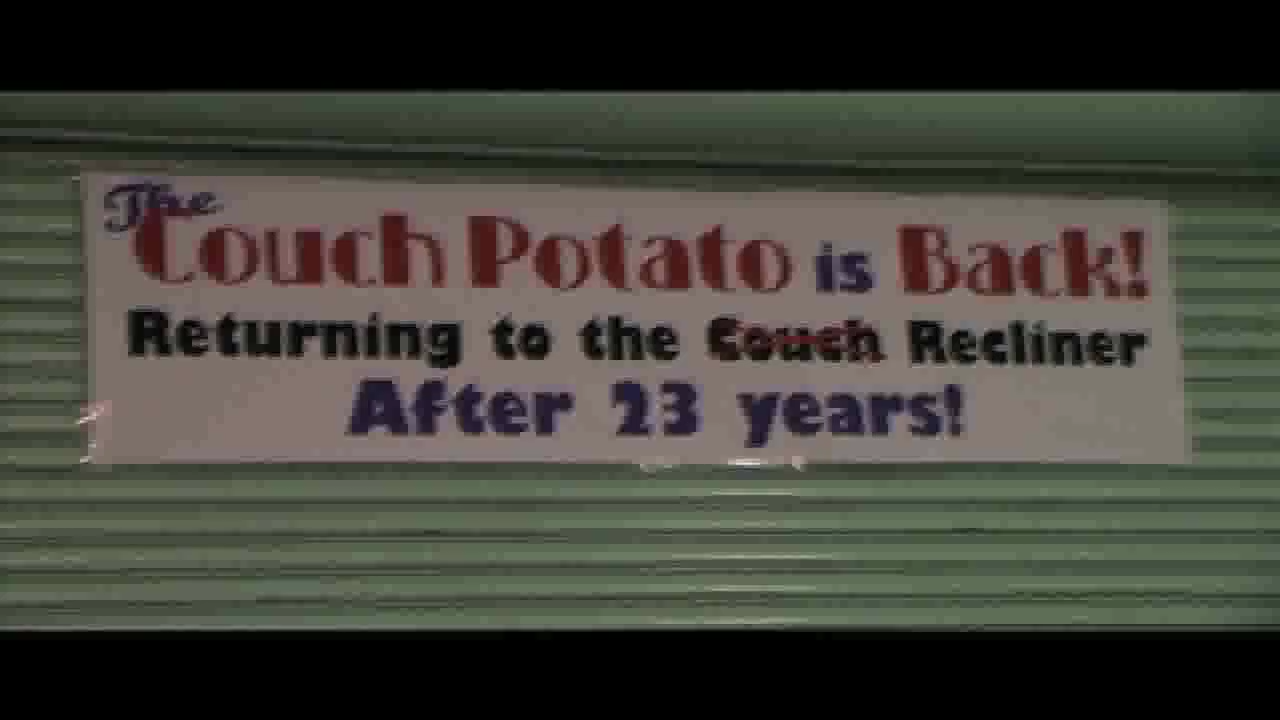 The
Couch Potato is Back!
Returning to the Couch Recliner
After 23 years!